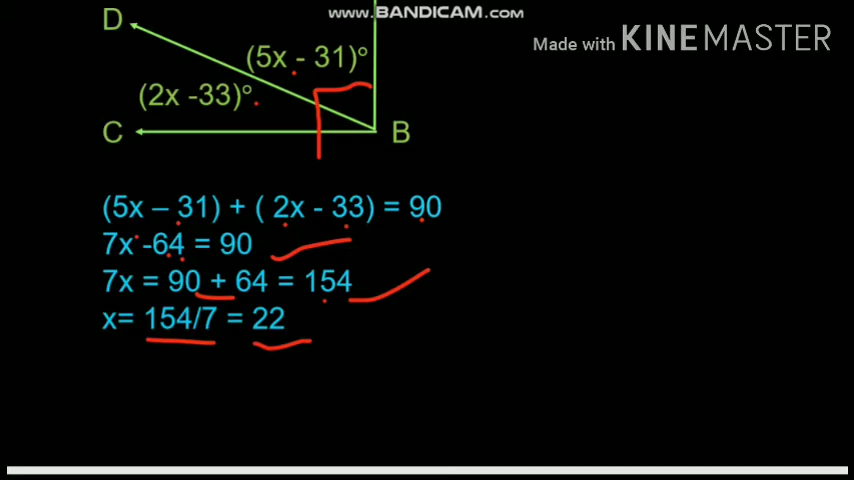 www.BANDICAM.com
Made with KINEMASTER
D
(5x - 31)°
(2x -33)°
C
B
(5x – 31) + ( 2x - 33) = 90
7x -64 = 90
7x = 90 + 64 = 154
x= 154/7 = 22